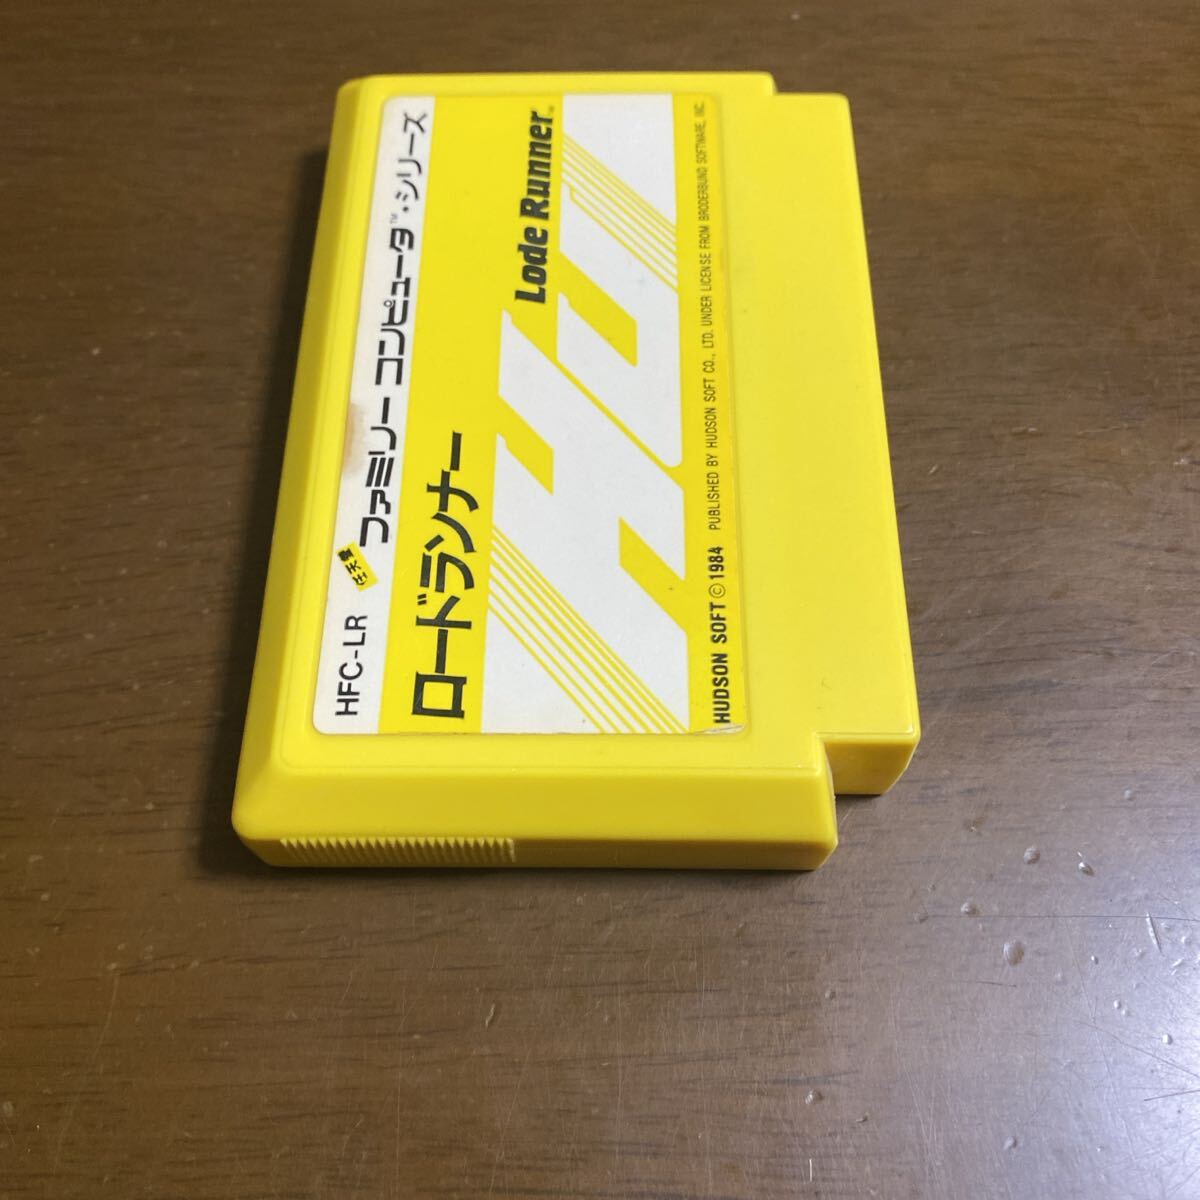 HFC-LR 任天堂 ファミリー コンピュータ™・シリーズ
ロードランナー
Lode Runner™
HU
HUDSON SOFT © 1984 PUBLISHED BY HUDSON SOFT CO., LTD. UNDER LICENSE FROM BRODERBUND SOFTWARE, INC.